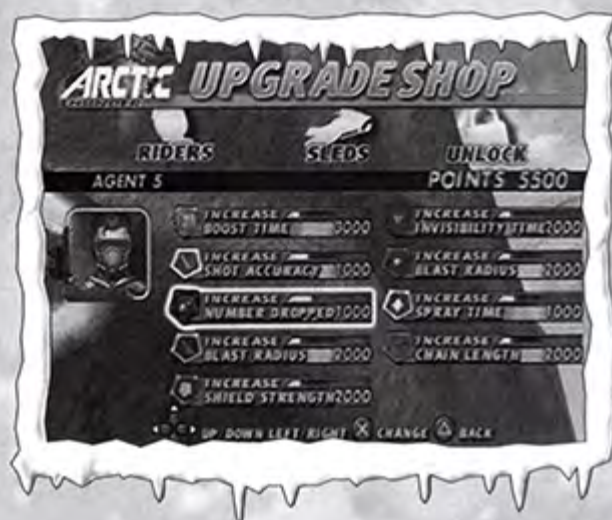 ARCTIC UPGRADE SHOP
RIDERS SLEDS UNLOCK
AGENT 5 POINTS 5500
INCREASE
BOOST TIME 3000
INCREASE
SHOT ACCURACY 1000
INCREASE
NUMBER DROPPED 1000
INCREASE
BLAST RADIUS 2000
INCREASE
SHIELD STRENGTH 2000
INCREASE
INVISIBILITY TIME 2000
INCREASE
BLAST RADIUS 2000
INCREASE
SPRAY TIME 1000
INCREASE
CHAIN LENGTH 2000
UP/DOWN LEFT/RIGHT CHANGE BACK